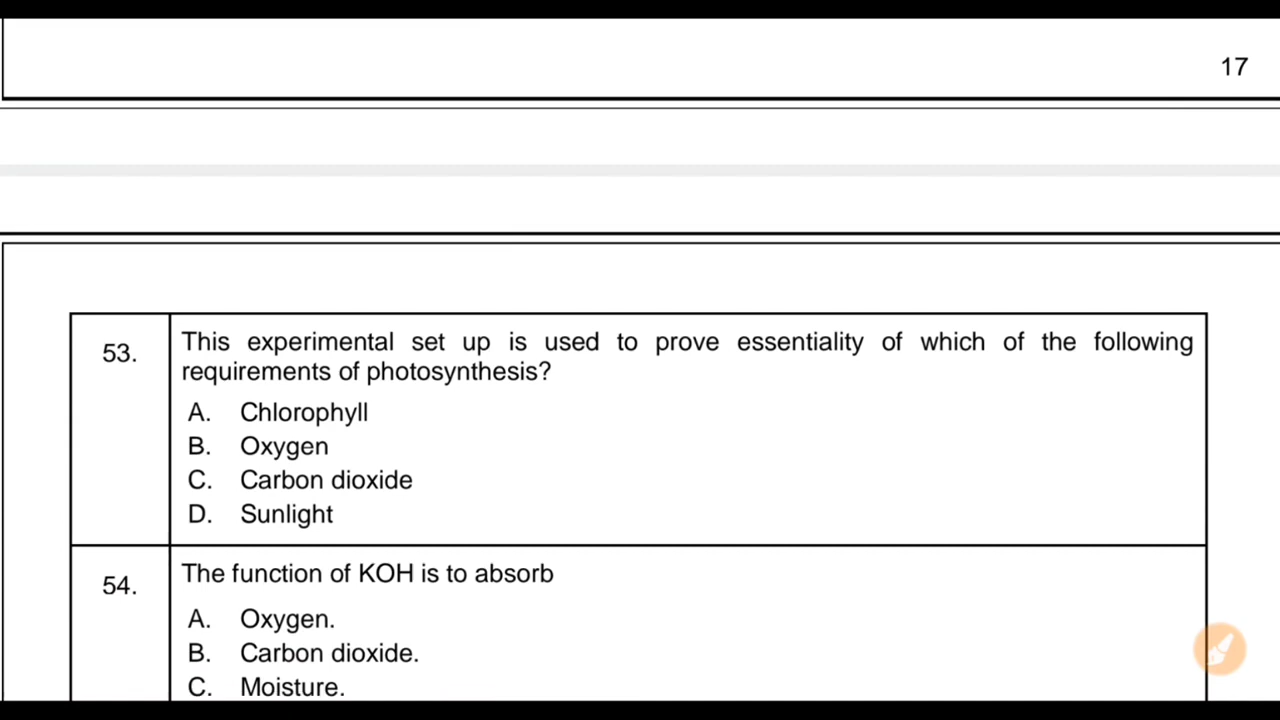 17
53.
This experimental set up is used to prove essentiality of which of the following
requirements of photosynthesis?
A. Chlorophyll
B. Oxygen
C. Carbon dioxide
D. Sunlight
54.
The function of KOH is to absorb
A. Oxygen.
B. Carbon dioxide.
C. Moisture.